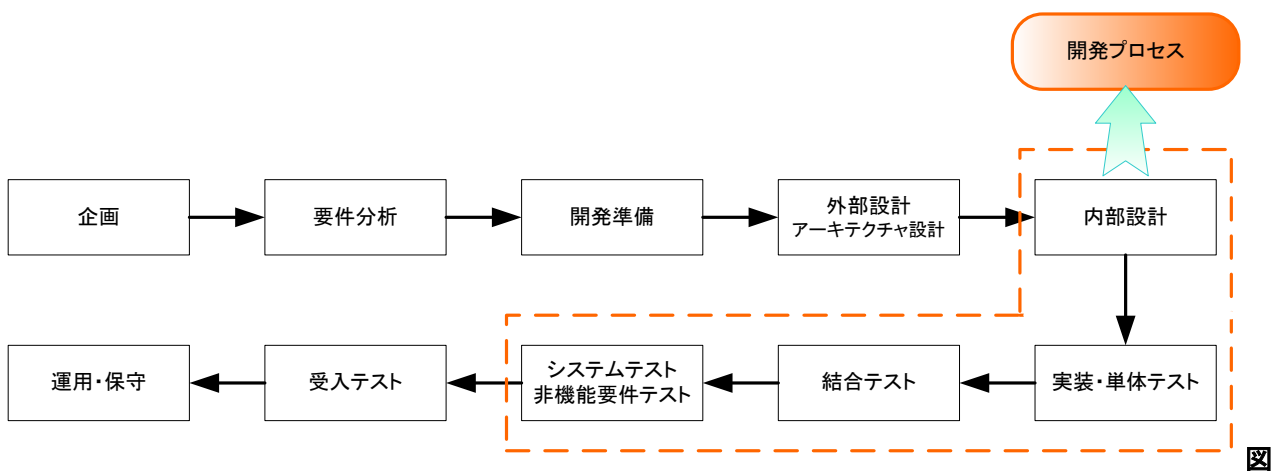 開発プロセス
企画
要件分析
開発準備
外部設計
アーキテクチャ設計
内部設計
運用・保守
受入テスト
システムテスト
非機能要件テスト
結合テスト
実装・単体テスト
図